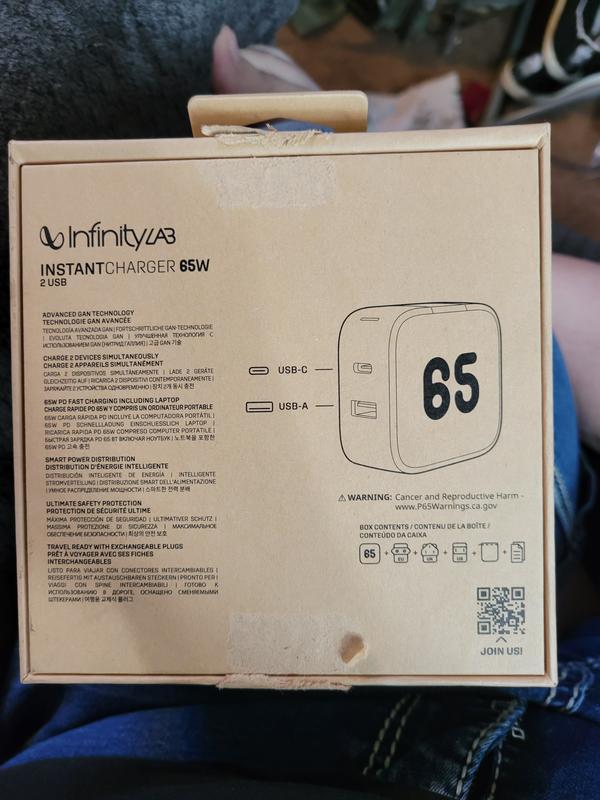 InfinityLAB
INSTANTCHARGER 65W
2 USB
ADVANCED GAN TECHNOLOGY
TECHNOLOGIE GAN AVANCÉE
TECNOLOGÍA AVANZADA GAN | FORTSCHRITTLICHE GAN-TECHNOLOGIE
| EVOLUTA TECNOLOGIA GAN | УЛУЧШЕННАЯ ТЕХНОЛОГИЯ С
ИСПОЛЬЗОВАНИЕМ GAN (НИТРИД ГАЛЛИЯ) | 고급 GAN 기술
CHARGE 2 DEVICES SIMULTANEOUSLY
CHARGE 2 APPAREILS SIMULTANÉMENT
CARGA 2 DISPOSITIVOS SIMULTÁNEAMENTE | LADE 2 GERÄTE
GLEICHZEITIG AUF | RICARICA 2 DISPOSITIVI CONTEMPORANEAMENTE |
ЗАРЯЖАЙТЕ 2 УСТРОЙСТВА ОДНОВРЕМЕННО | 장치 2개 동시 충전
65W PD FAST CHARGING INCLUDING LAPTOP
CHARGE RAPIDE PD 65W Y COMPRIS UN ORDINATEUR PORTABLE
65W CARGA RÁPIDA PD INCLUYE LA COMPUTADORA PORTÁTIL |
65W PD SCHNELLLADUNG EINSCHLIESSLICH LAPTOP |
RICARICA RAPIDA PD 65W COMPRESO COMPUTER PORTATILE |
БЫСТРАЯ ЗАРЯДКА PD 65 ВТ ВКЛЮЧАЯ НОУТБУК | 노트북을 포함한
65W PD 고속 충전
SMART POWER DISTRIBUTION
DISTRIBUTION D'ÉNERGIE INTELLIGENTE
DISTRIBUCIÓN INTELIGENTE DE ENERGÍA | INTELLIGENTE
STROMVERTEILUNG | DISTRIBUZIONE SMART DELL'ALIMENTAZIONE
| УМНОЕ РАСПРЕДЕЛЕНИЕ МОЩНОСТИ | 스마트한 전력 분배
ULTIMATE SAFETY PROTECTION
PROTECTION DE SÉCURITÉ ULTIME
MÁXIMA PROTECCIÓN DE SEGURIDAD | ULTIMATIVER SCHUTZ |
MASSIMA PROTEZIONE DI SICUREZZA | МАКСИМАЛЬНОЕ
ОБЕСПЕЧЕНИЕ БЕЗОПАСНОСТИ | 최상의 안전 보호
TRAVEL READY WITH EXCHANGEABLE PLUGS
PRÊT À VOYAGER AVEC SES FICHES
INTERCHANGEABLES
LISTO PARA VIAJAR CON CONECTORES INTERCAMBIABLES |
REISEFERTIG MIT AUSTAUSCHBAREN STECKERN | PRONTO PER I
VIAGGI CON SPINE INTERCAMBIABILI | ГОТОВО К
ИСПОЛЬЗОВАНИЮ В ДОРОГЕ, ОСНАЩЕНО СМЕННЫМИ
ШТЕКЕРАМИ | 여행용 교체식 플러그
USB-C
USB-A
65
⚠ WARNING: Cancer and Reproductive Harm -
www.P65Warnings.ca.gov
BOX CONTENTS / CONTENU DE LA BOÎTE /
CONTEÚDO DA CAIXA
65 + EU + UK + US + +
JOIN US!